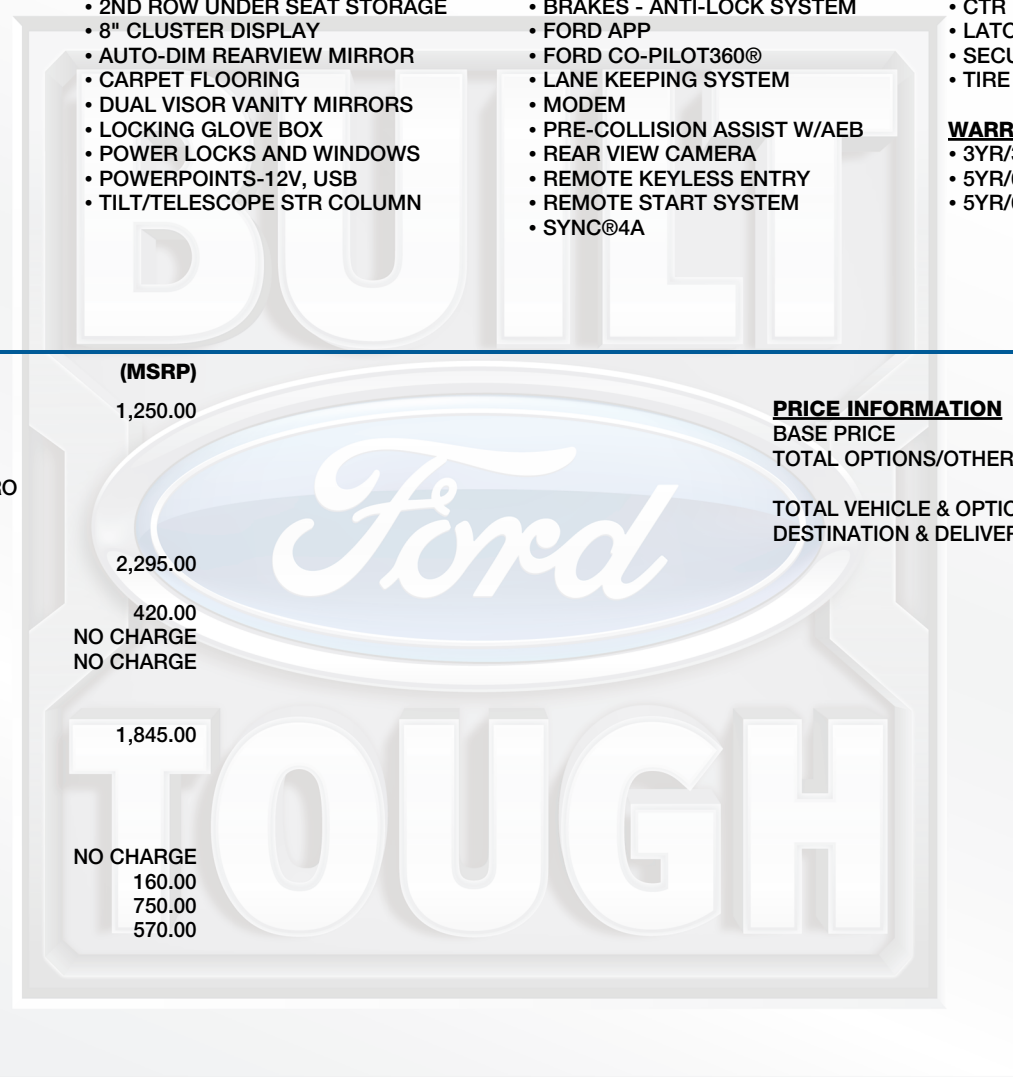 • 2ND ROW UNDER SEAT STORAGE
• 8" CLUSTER DISPLAY
• AUTO-DIM REARVIEW MIRROR
• CARPET FLOORING
• DUAL VISOR VANITY MIRRORS
• LOCKING GLOVE BOX
• POWER LOCKS AND WINDOWS
• POWERPOINTS-12V, USB
• TILT/TELESCOPE STR COLUMN
• BRAKES - ANTI-LOCK SYSTEM
• FORD APP
• FORD CO-PILOT360®
• LANE KEEPING SYSTEM
• MODEM
• PRE-COLLISION ASSIST W/AEB
• REAR VIEW CAMERA
• REMOTE KEYLESS ENTRY
• REMOTE START SYSTEM
• SYNC®4A
• CTR
• LATC
• SECU
• TIRE
WARR
• 3YR/3
• 5YR/6
• 5YR/6
(MSRP)
1,250.00
RO
2,295.00
420.00
NO CHARGE
NO CHARGE
1,845.00
NO CHARGE
160.00
750.00
570.00
PRICE INFORMATION
BASE PRICE
TOTAL OPTIONS/OTHER
TOTAL VEHICLE & OPTIO
DESTINATION & DELIVER
BUILT
Ford
TOUGH